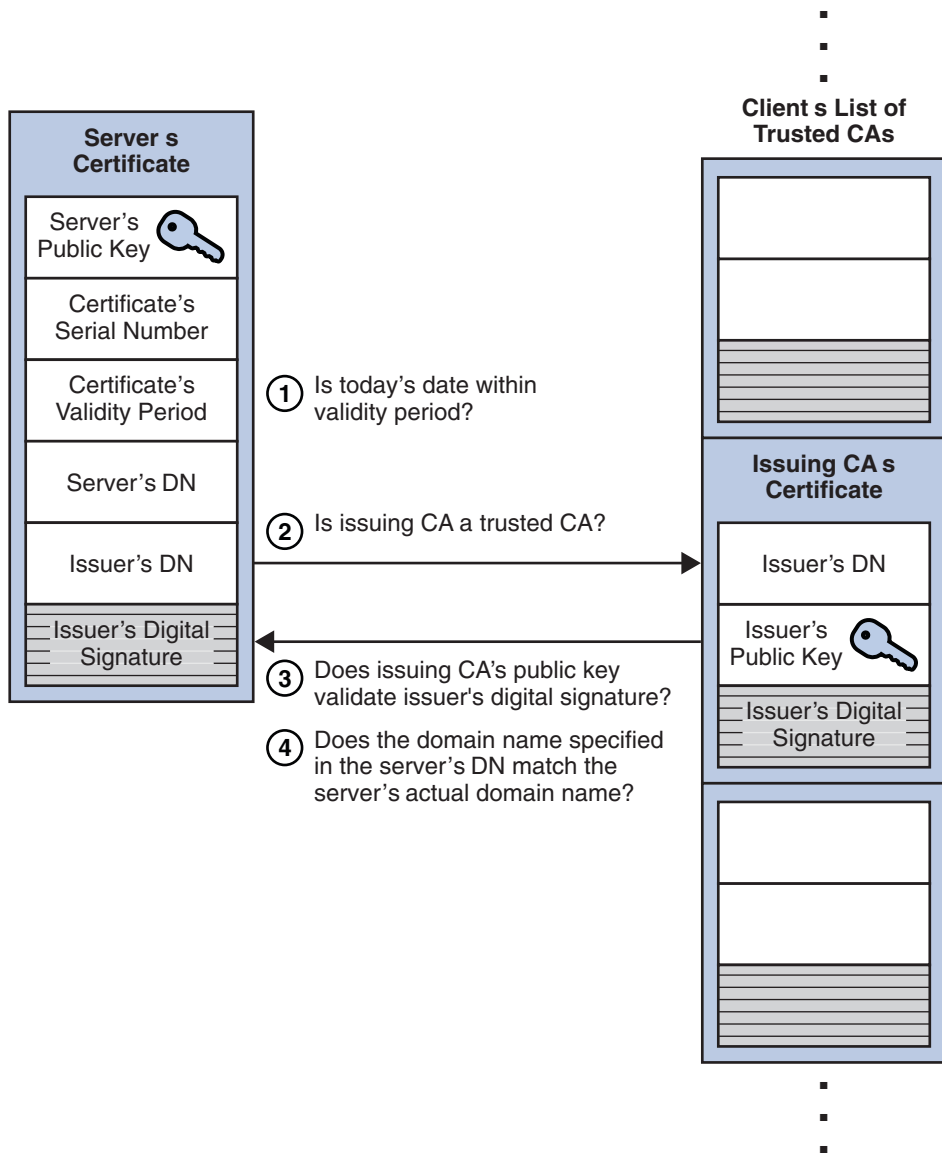 Server s
Certificate
Server’s
Public Key
Certificate’s
Serial Number
Certificate’s
Validity Period
Server’s DN
Issuer’s DN
Issuer’s Digital
Signature
1 Is today’s date within
validity period?
2 Is issuing CA a trusted CA?
3 Does issuing CA’s public key
validate issuer's digital signature?
4 Does the domain name specified
in the server’s DN match the
server’s actual domain name?
Client s List of
Trusted CAs
Issuing CA s
Certificate
Issuer’s DN
Issuer’s
Public Key
Issuer’s Digital
Signature